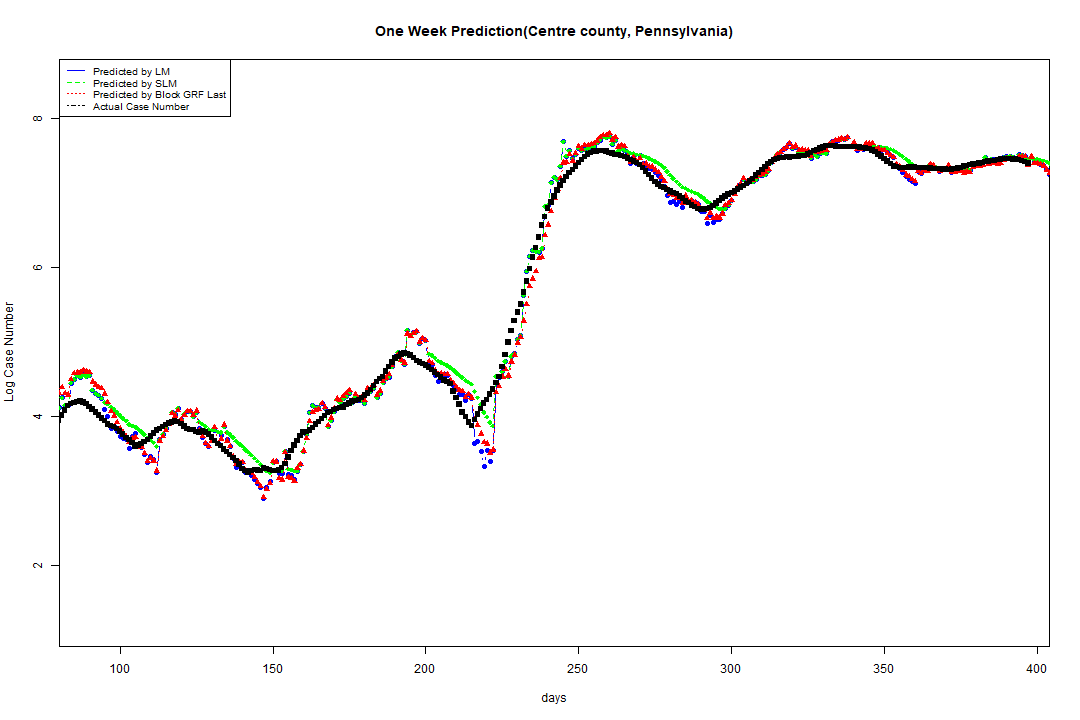 One Week Prediction(Centre county, Pennsylvania)
Predicted by LM
Predicted by SLM
Predicted by Block GRF Last
Actual Case Number
8
6
4
2
Log Case Number
100 150 200 250 300 350 400
days